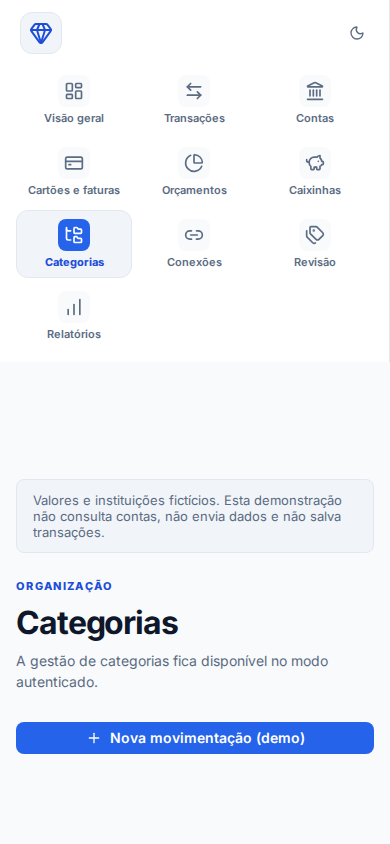 Visão geral
Transações
Contas
Cartões e faturas
Orçamentos
Caixinhas
Categorias
Conexões
Revisão
Relatórios
Valores e instituições fictícios. Esta demonstração
não consulta contas, não envia dados e não salva
transações.
ORGANIZAÇÃO
Categorias
A gestão de categorias fica disponível no modo
autenticado.
Nova movimentação (demo)